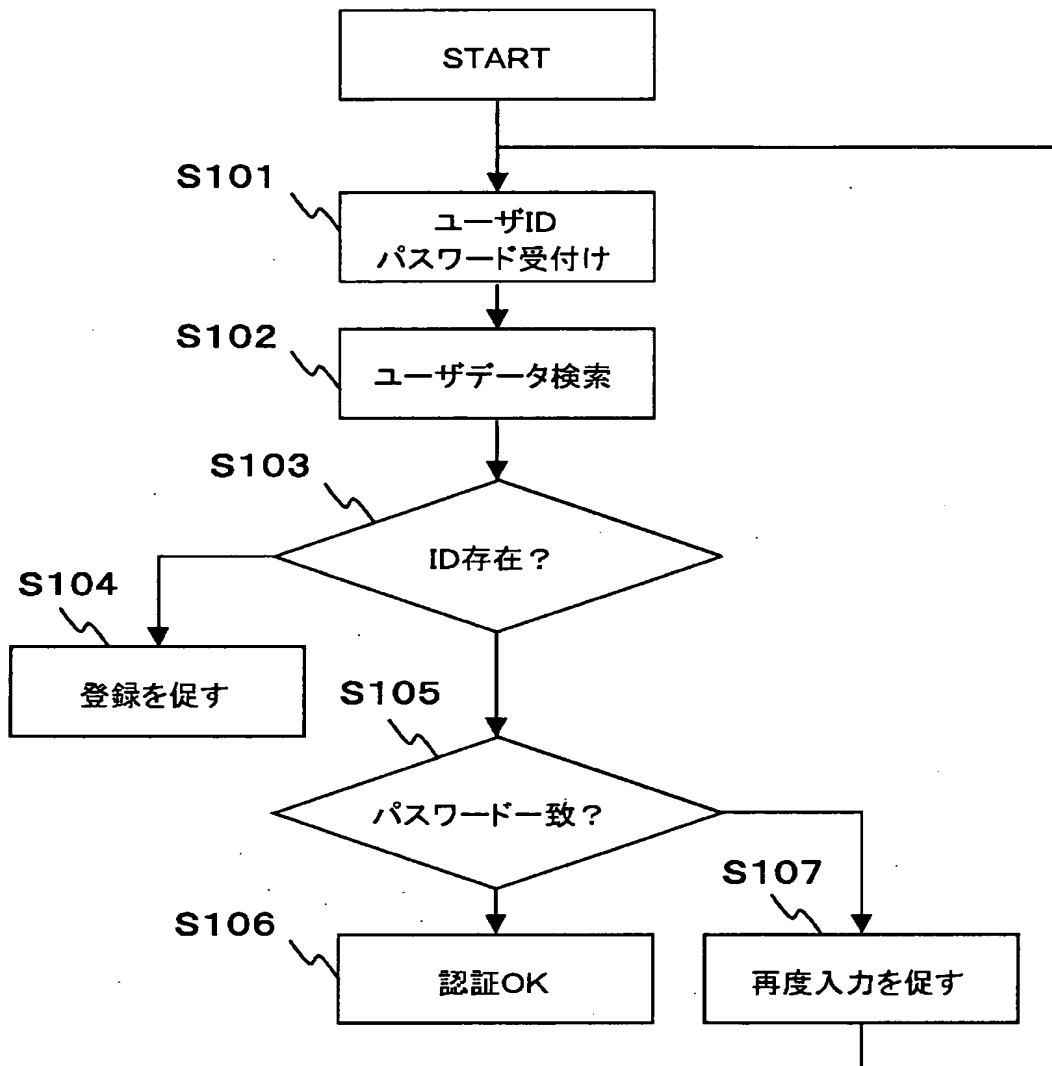 START
S101
ユーザID
パスワード受付け
S102
ユーザデータ検索
S103
ID存在?
S104
登録を促す
S105
パスワード一致?
S106
認証OK
S107
再度入力を促す